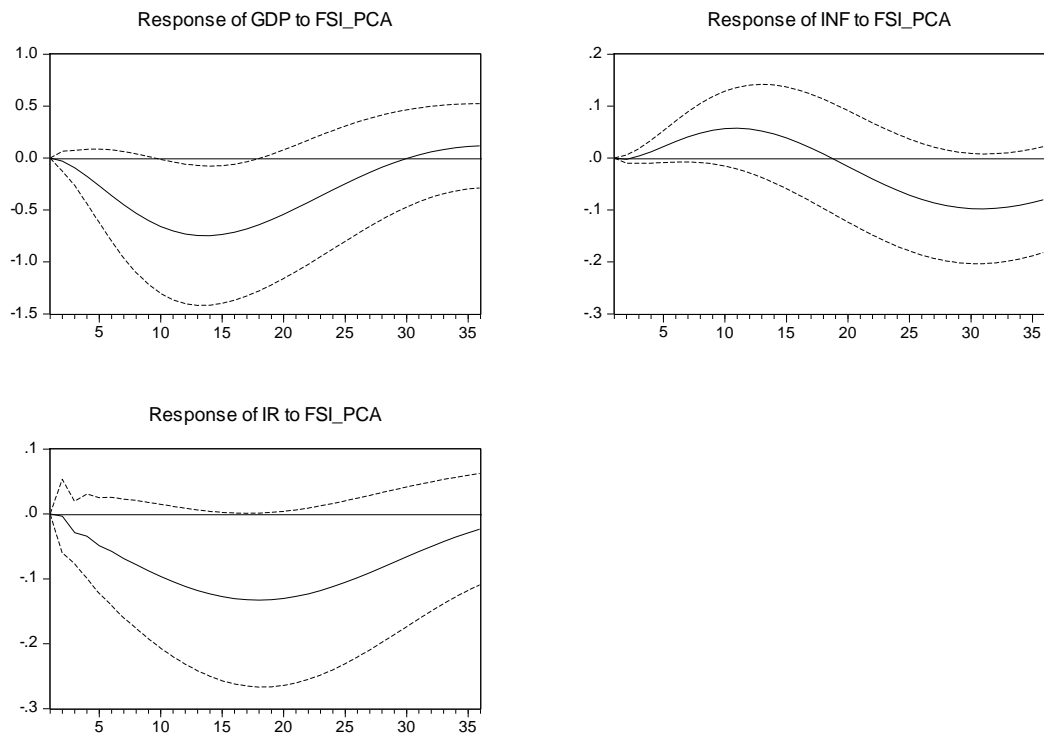 Response of GDP to FSI_PCA
1.0
0.5
0.0
-0.5
-1.0
-1.5
5 10 15 20 25 30 35
Response of INF to FSI_PCA
.2
.1
.0
-.1
-.2
-.3
5 10 15 20 25 30 35
Response of IR to FSI_PCA
.1
.0
-.1
-.2
-.3
5 10 15 20 25 30 35